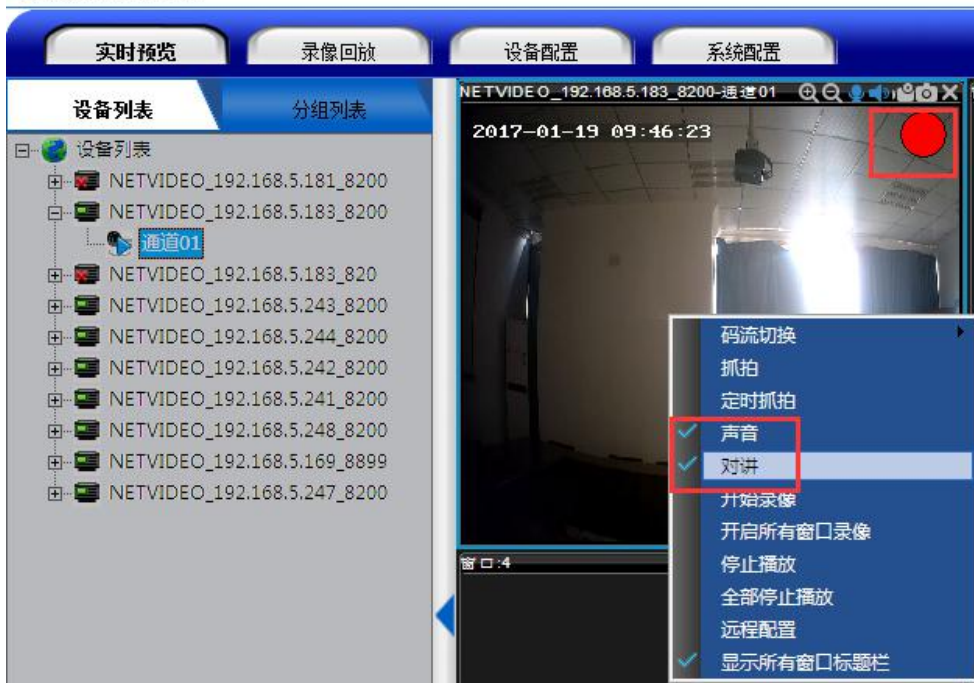 实时预览
录像回放
设备配置
系统配置
设备列表
分组列表
设备列表
NETVIDEO_192.168.5.181_8200
NETVIDEO_192.168.5.183_8200
通道01
NETVIDEO_192.168.5.183_820
NETVIDEO_192.168.5.243_8200
NETVIDEO_192.168.5.244_8200
NETVIDEO_192.168.5.242_8200
NETVIDEO_192.168.5.241_8200
NETVIDEO_192.168.5.248_8200
NETVIDEO_192.168.5.169_8899
NETVIDEO_192.168.5.247_8200
NETVIDEO_192.168.5.183_8200-通道01
2017-01-19 09:46:23
码流切换
抓拍
定时抓拍
声音
对讲
开始录像
开启所有窗口录像
停止播放
全部停止播放
远程配置
显示所有窗口标题栏
窗口:4